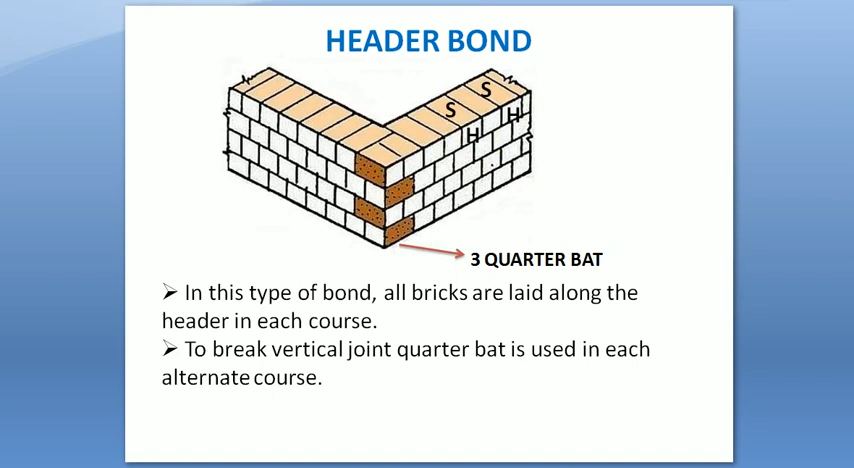 HEADER BOND
S
S
H
H
3 QUARTER BAT
➢ In this type of bond, all bricks are laid along the
header in each course.
➢ To break vertical joint quarter bat is used in each
alternate course.